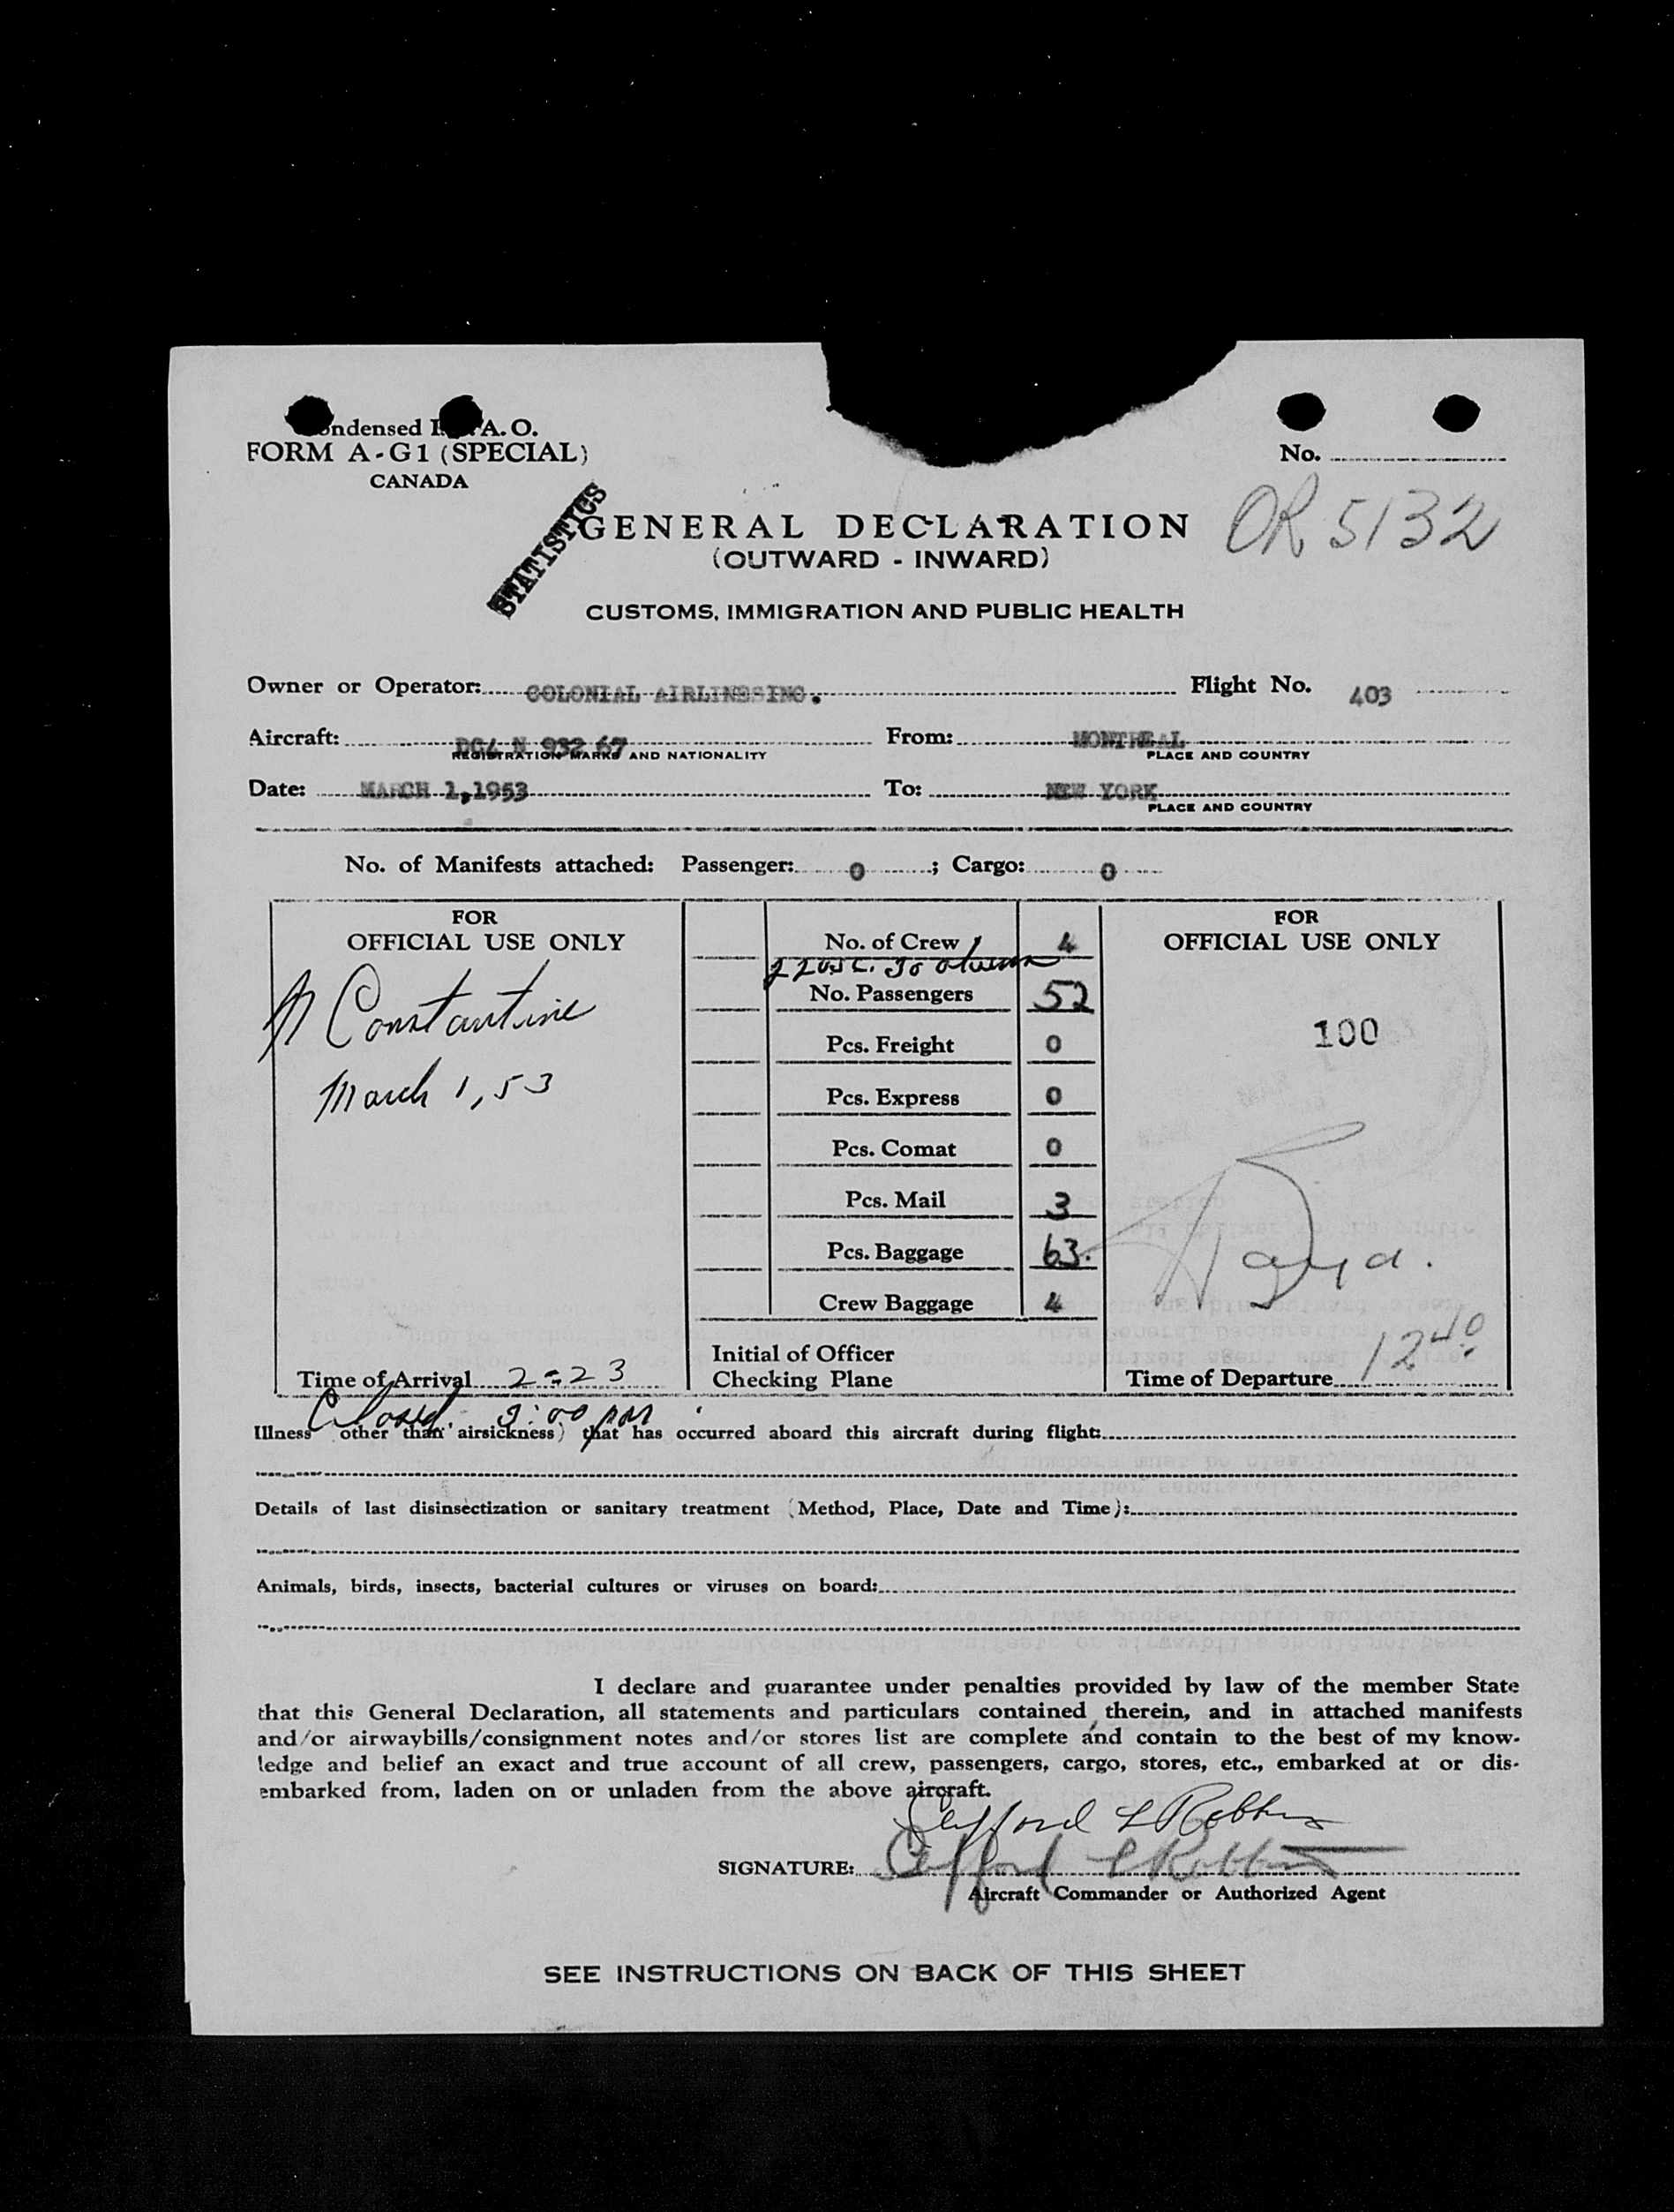 ndensed I. A. O.
FORM A-G1 (SPECIAL)
CANADA
No.
OR 5132
STATISTICS
GENERAL DECLARATION
(OUTWARD - INWARD)
CUSTOMS, IMMIGRATION AND PUBLIC HEALTH
Owner or Operator: COLONIAL AIRLINES INC. Flight No. 403
Aircraft: DC4 N 932 67 From: MONTREAL
REGISTRATION MARKS AND NATIONALITY PLACE AND COUNTRY
Date: MARCH 1, 1953 To: NEW YORK
PLACE AND COUNTRY
No. of Manifests attached: Passenger: 0 ; Cargo: 0
FOR
OFFICIAL USE ONLY
Constantine
March 1, 53
Time of Arrival 2:23
Closed. 3:00 PM
No. of Crew 4
No. Passengers 52
Pcs. Freight 0
Pcs. Express 0
Pcs. Comat 0
Pcs. Mail 3
Pcs. Baggage 63.
Crew Baggage 4
Initial of Officer
Checking Plane
FOR
OFFICIAL USE ONLY
100
Time of Departure 1240
Illness other than airsickness) that has occurred aboard this aircraft during flight:
Details of last disinsectization or sanitary treatment (Method, Place, Date and Time):
Animals, birds, insects, bacterial cultures or viruses on board:
I declare and guarantee under penalties provided by law of the member State
that this General Declaration, all statements and particulars contained therein, and in attached manifests
and/or airwaybills/consignment notes and/or stores list are complete and contain to the best of my know-
ledge and belief an exact and true account of all crew, passengers, cargo, stores, etc., embarked at or dis-
embarked from, laden on or unladen from the above aircraft.
Clifford L Robbins
SIGNATURE: Clifford L Robbins
Aircraft Commander or Authorized Agent
SEE INSTRUCTIONS ON BACK OF THIS SHEET